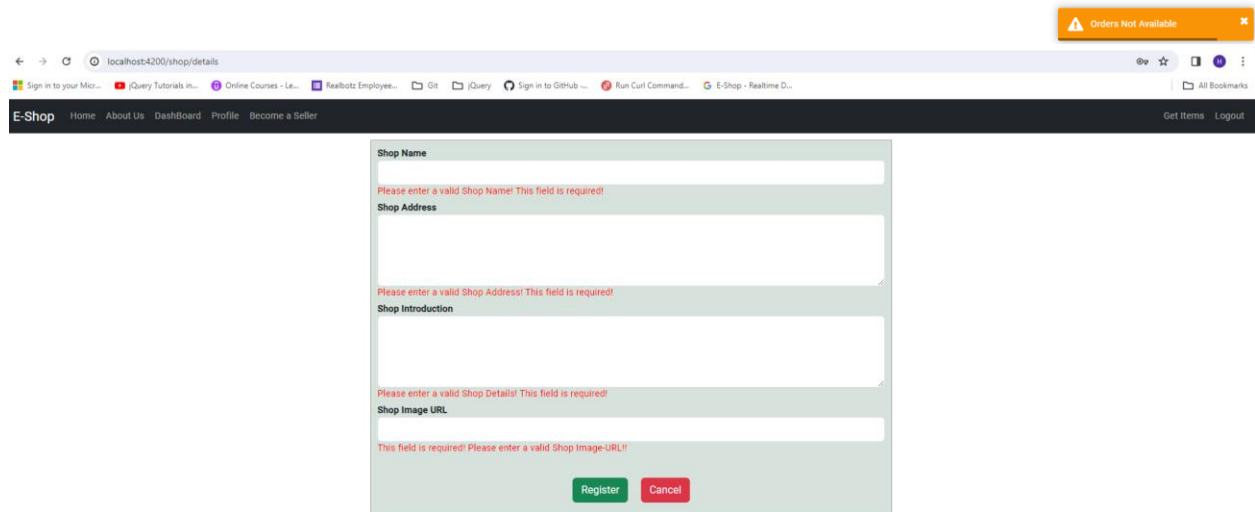 Orders Not Available
localhost:4200/shop/details
Sign in to your Micr... jQuery Tutorials in... Online Courses - Le... Realbotz Employee... Git jQuery Sign in to GitHub -... Run Curl Command... E-Shop - Realtime D... All Bookmarks
E-Shop Home About Us DashBoard Profile Become a Seller Get Items Logout
Shop Name
Please enter a valid Shop Name! This field is required!
Shop Address
Please enter a valid Shop Address! This field is required!
Shop Introduction
Please enter a valid Shop Details! This field is required!
Shop Image URL
This field is required! Please enter a valid Shop Image-URL!!
Register Cancel